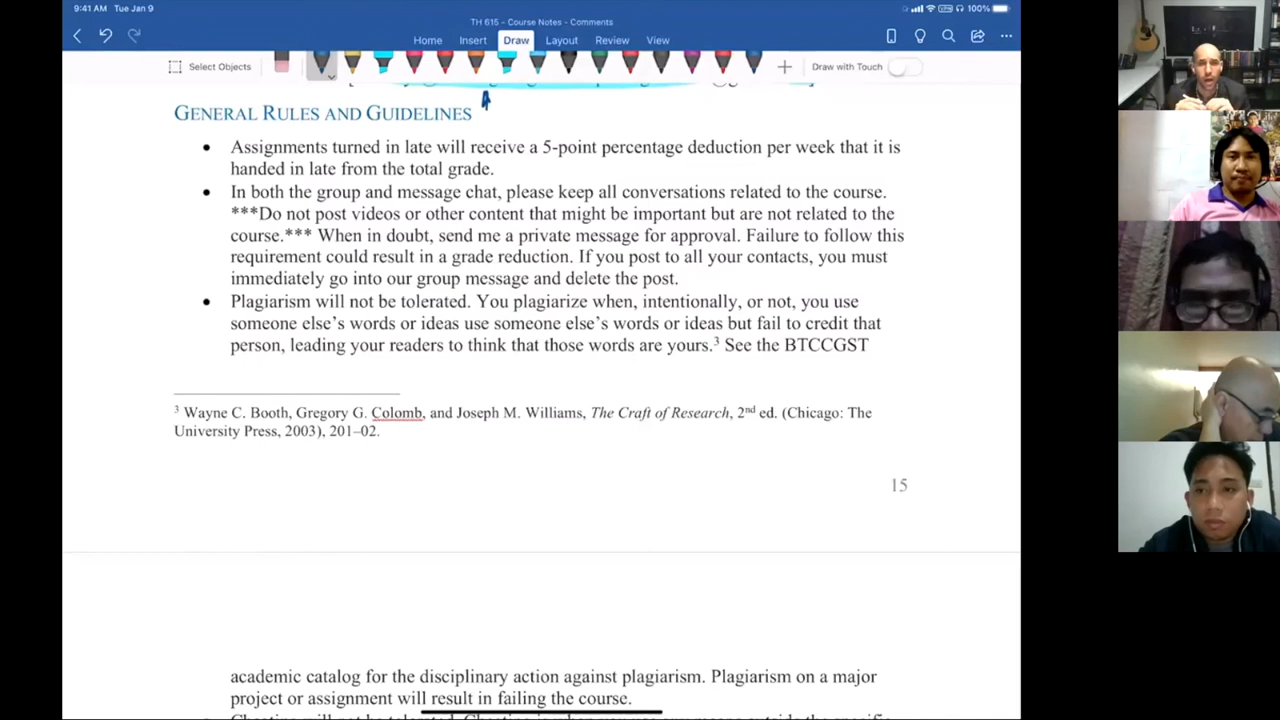 9:41 AM Tue Jan 9
100%
TH 615 - Course Notes - Comments
Home Insert Draw Layout Review View
Select Objects
Draw with Touch
GENERAL RULES AND GUIDELINES
• Assignments turned in late will receive a 5-point percentage deduction per week that it is
handed in late from the total grade.
• In both the group and message chat, please keep all conversations related to the course.
***Do not post videos or other content that might be important but are not related to the
course.*** When in doubt, send me a private message for approval. Failure to follow this
requirement could result in a grade reduction. If you post to all your contacts, you must
immediately go into our group message and delete the post.
• Plagiarism will not be tolerated. You plagiarize when, intentionally, or not, you use
someone else's words or ideas use someone else's words or ideas but fail to credit that
person, leading your readers to think that those words are yours.³ See the BTCCGST
³ Wayne C. Booth, Gregory G. Colomb, and Joseph M. Williams, The Craft of Research, 2nd ed. (Chicago: The
University Press, 2003), 201–02.
15
academic catalog for the disciplinary action against plagiarism. Plagiarism on a major
project or assignment will result in failing the course.